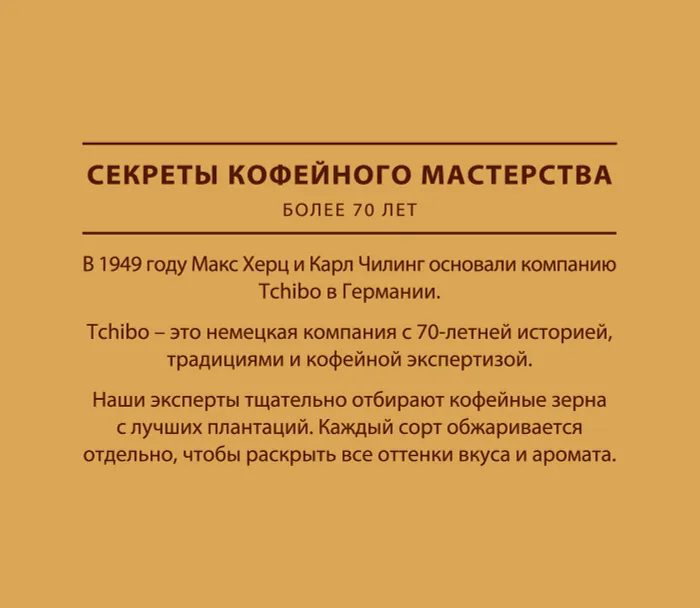 СЕКРЕТЫ КОФЕЙНОГО МАСТЕРСТВА
БОЛЕЕ 70 ЛЕТ
В 1949 году Макс Херц и Карл Чилинг основали компанию
Tchibo в Германии.
Tchibo – это немецкая компания с 70-летней историей,
традициями и кофейной экспертизой.
Наши эксперты тщательно отбирают кофейные зерна
с лучших плантаций. Каждый сорт обжаривается
отдельно, чтобы раскрыть все оттенки вкуса и аромата.